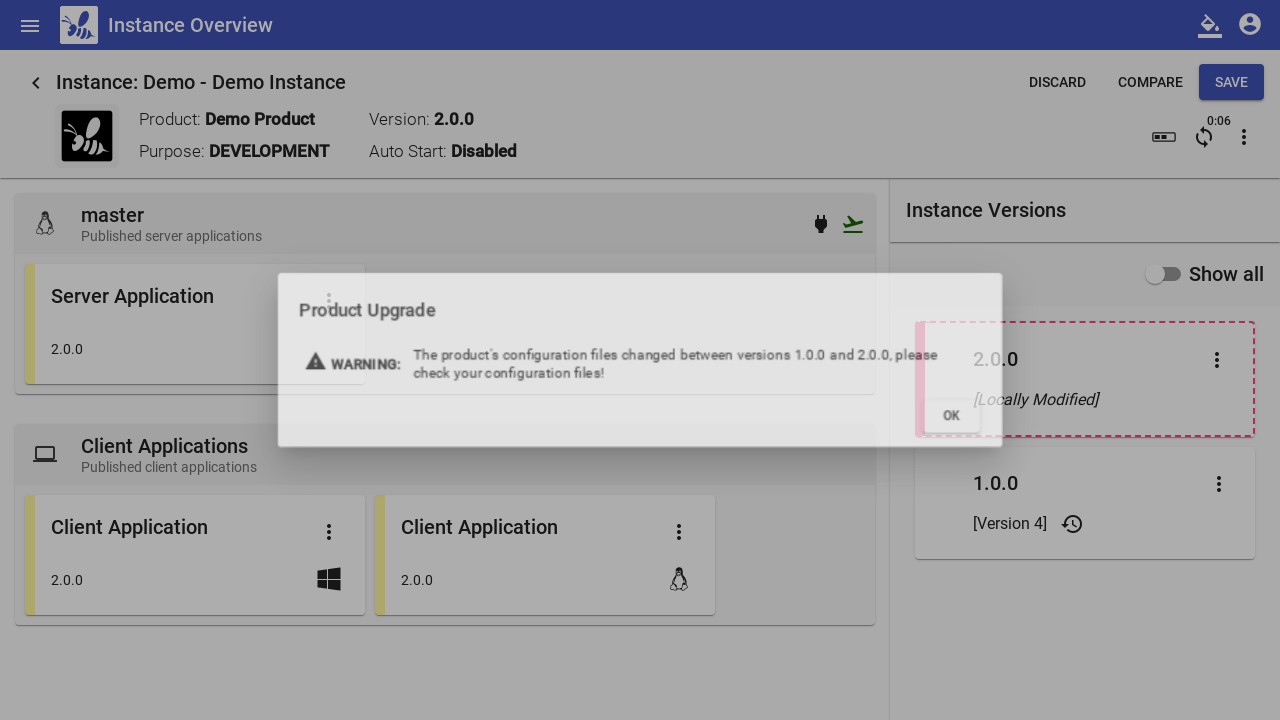 Instance Overview
Instance: Demo - Demo Instance
DISCARD
COMPARE
SAVE
Product: Demo Product
Version: 2.0.0
Purpose: DEVELOPMENT
Auto Start: Disabled
0:06
master
Published server applications
Instance Versions
Show all
Server Application
2.0.0
Product Upgrade
WARNING:
The product's configuration files changed between versions 1.0.0 and 2.0.0, please
check your configuration files!
OK
2.0.0
[Locally Modified]
Client Applications
Published client applications
Client Application
2.0.0
Client Application
2.0.0
1.0.0
[Version 4]